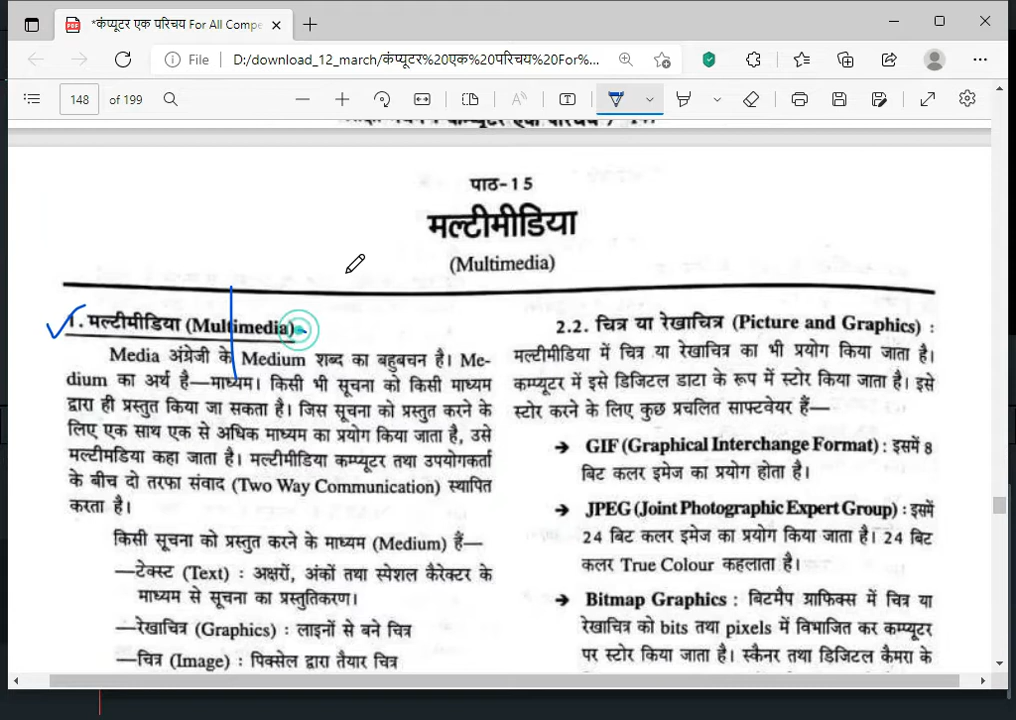 *कंप्यूटर एक परिचय For All Compe
File D:/download_12_march/कंप्यूटर%20एक%20परिचय%20For%...
148 of 199
पाठ-15
मल्टीमीडिया
(Multimedia)
1. मल्टीमीडिया (Multimedia)
Media अंग्रेजी के Medium शब्द का बहुबचन है। Me-
dium का अर्थ है—माध्यम। किसी भी सूचना को किसी माध्यम
द्वारा ही प्रस्तुत किया जा सकता है। जिस सूचना को प्रस्तुत करने के
लिए एक साथ एक से अधिक माध्यम का प्रयोग किया जाता है, उसे
मल्टीमडिया कहा जाता है। मल्टीमीडिया कम्प्यूटर तथा उपयोगकर्ता
के बीच दो तरफा संवाद (Two Way Communication) स्थापित
करता है।
किसी सूचना को प्रस्तुत करने के माध्यम (Medium) हैं—
—टेक्स्ट (Text) : अक्षरों, अंकों तथा स्पेशल कैरेक्टर के
माध्यम से सूचना का प्रस्तुतिकरण।
—रेखाचित्र (Graphics) : लाइनों से बने चित्र
—चित्र (Image) : पिक्सेल द्वारा तैयार चित्र
2.2. चित्र या रेखाचित्र (Picture and Graphics) :
मल्टीमीडिया में चित्र या रेखाचित्र का भी प्रयोग किया जाता है।
कम्प्यूटर में इसे डिजिटल डाटा के रूप में स्टोर किया जाता है। इसे
स्टोर करने के लिए कुछ प्रचलित साफ्टवेयर हैं—
→ GIF (Graphical Interchange Format) : इसमें 8
बिट कलर इमेज का प्रयोग होता है।
→ JPEG (Joint Photographic Expert Group) : इसमें
24 बिट कलर इमेज का प्रयोग किया जाता है। 24 बिट
कलर True Colour कहलाता है।
→ Bitmap Graphics : बिटमैप ग्राफिक्स में चित्र या
रेखाचित्र को bits तथा pixels में विभाजित कर कम्प्यूटर
पर स्टोर किया जाता है। स्कैनर तथा डिजिटल कैमरा के